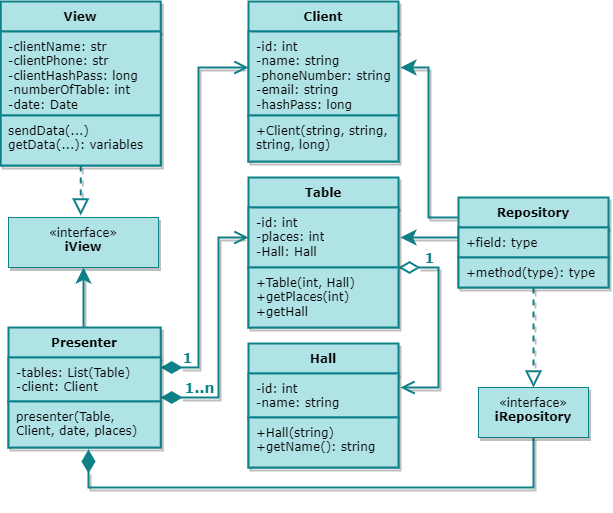 View
-clientName: str
-clientPhone: str
-clientHashPass: long
-numberOfTable: int
-date: Date
sendData(...)
getData(...): variables
«interface»
iView
Presenter
-tables: List(Table)
-client: Client
presenter(Table,
Client, date, places)
1
1..n
Client
-id: int
-name: string
-phoneNumber: string
-email: string
-hashPass: long
+Client(string, string,
string, long)
Table
-id: int
-places: int
-Hall: Hall
+Table(int, Hall)
+getPlaces(int)
+getHall
1
Hall
-id: int
-name: string
+Hall(string)
+getName(): string
Repository
+field: type
+method(type): type
«interface»
iRepository